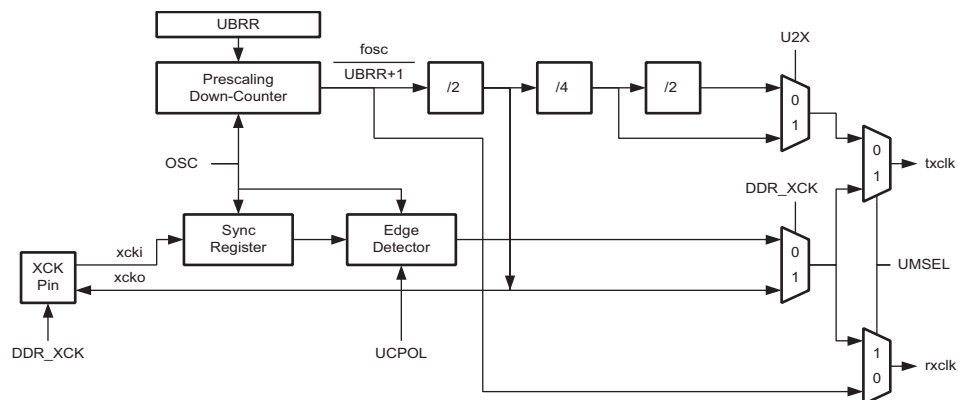 UBRR
U2X
fosc
UBRR+1
Prescaling
Down-Counter
/2
/4
/2
0
1
OSC
0
1
txclk
DDR_XCK
Sync
Register
Edge
Detector
xcki
XCK
Pin
xcko
0
1
UMSEL
DDR_XCK
UCPOL
1
0
rxclk